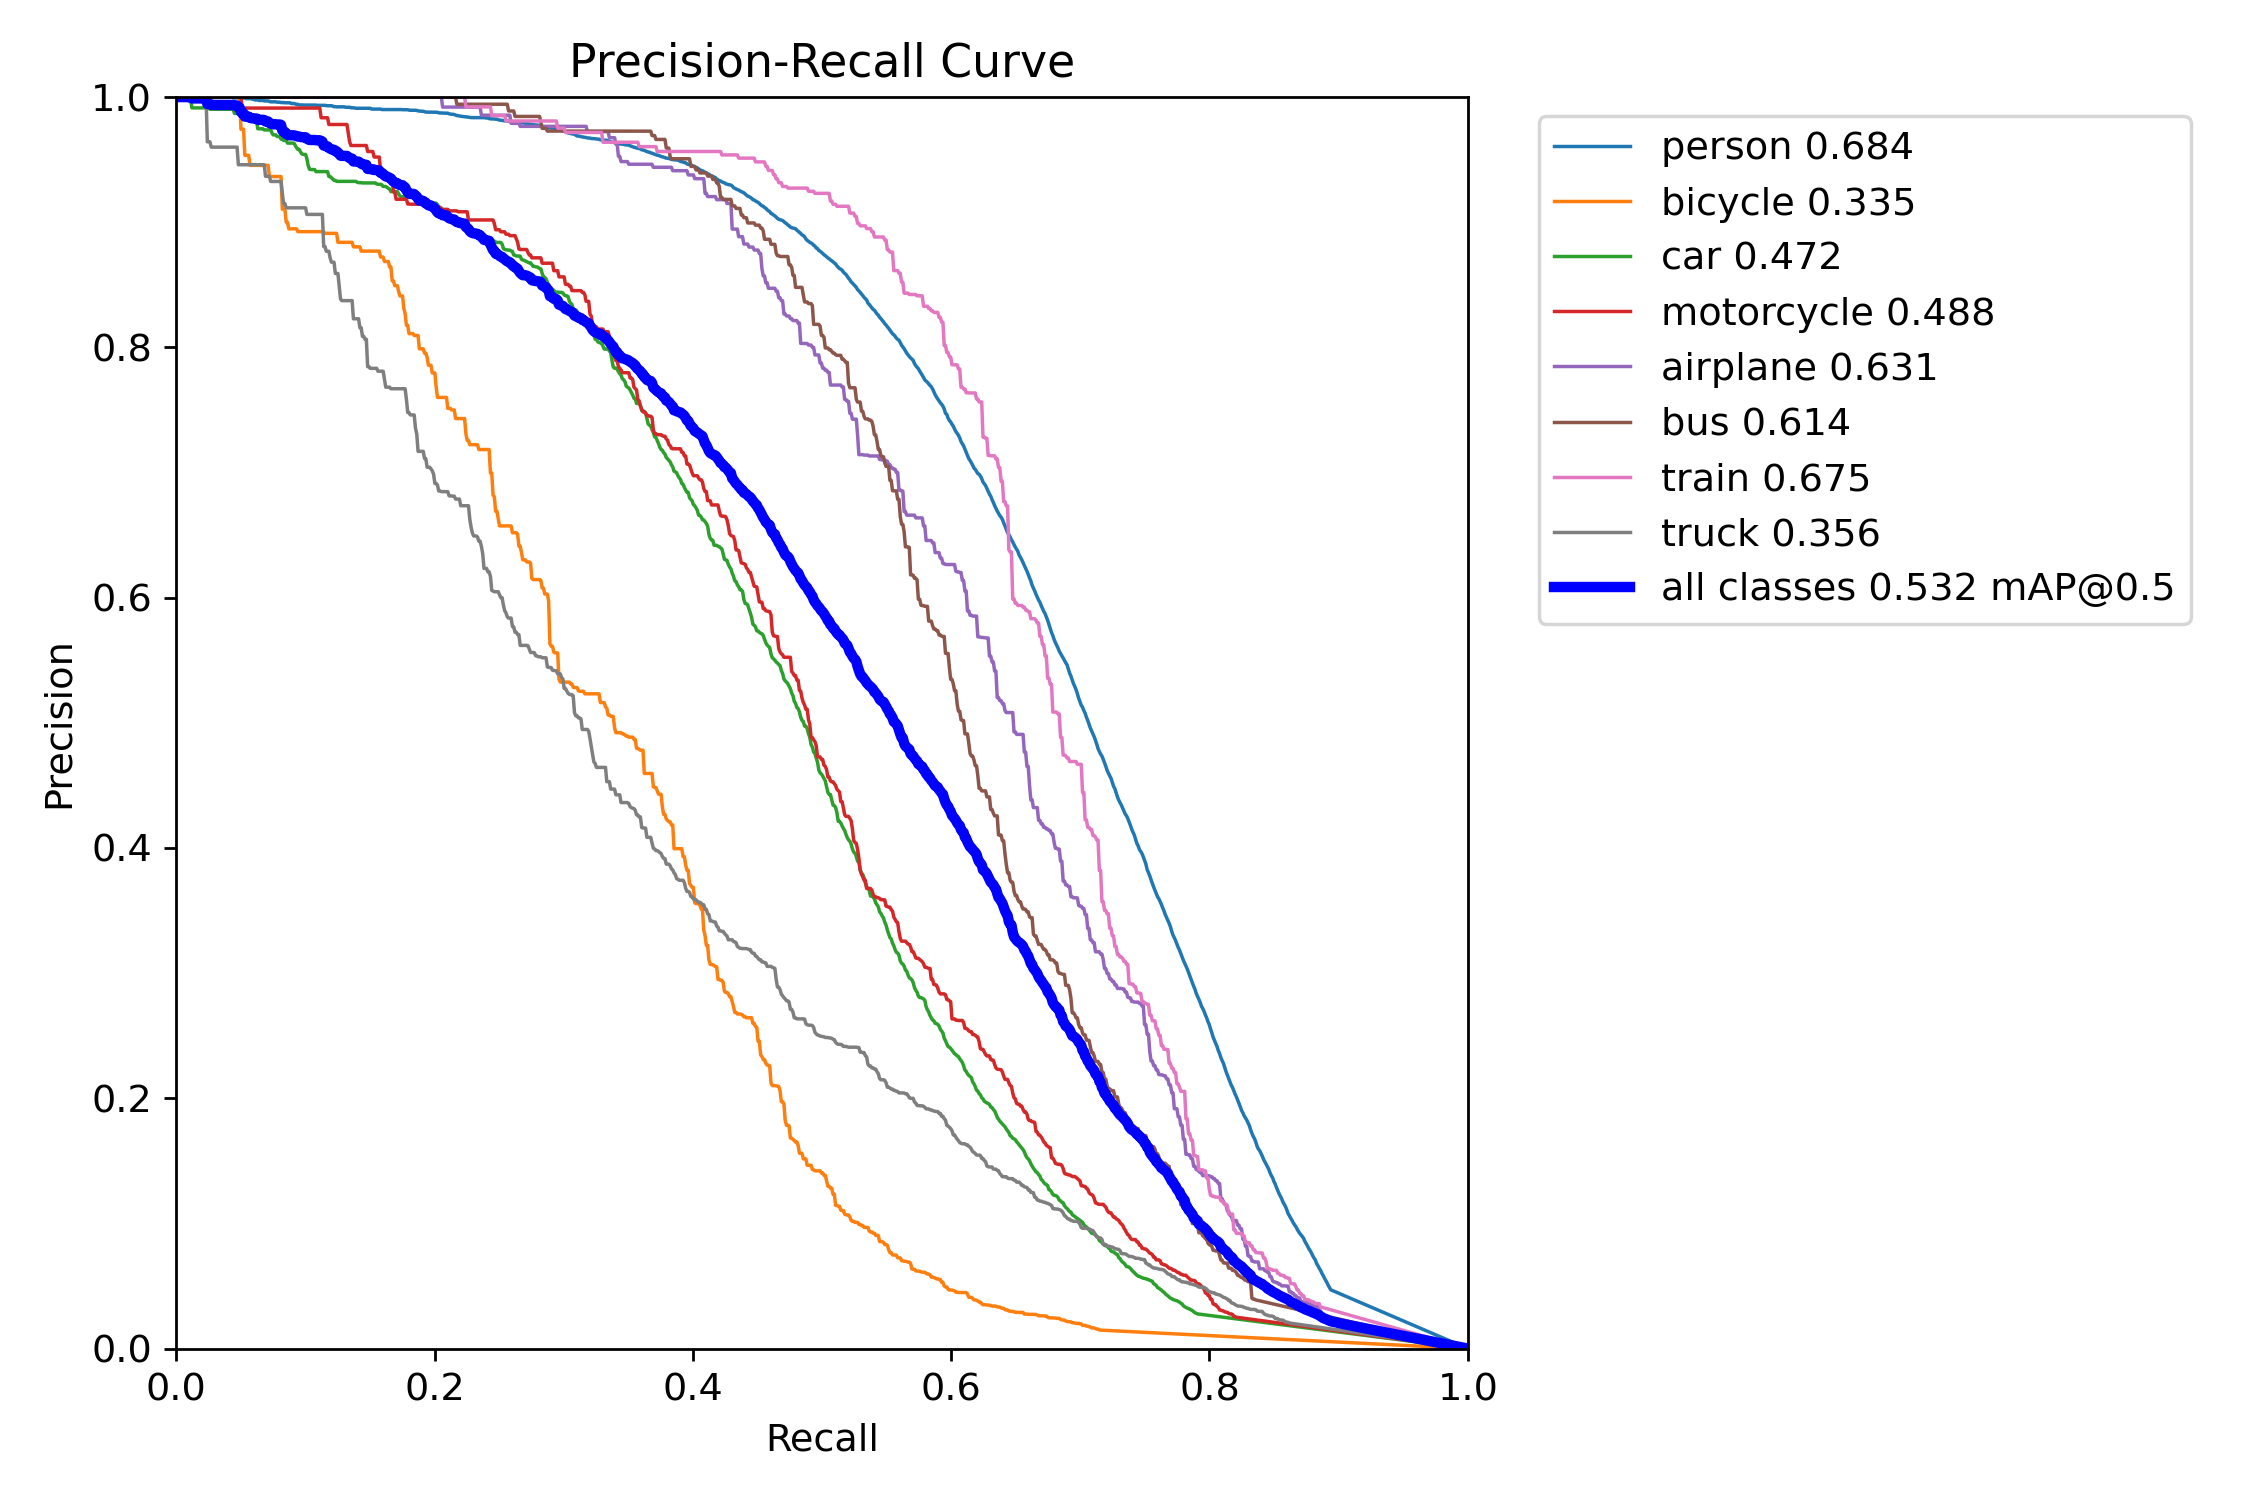 Precision-Recall Curve
1.0
0.8
0.6
0.4
0.2
0.0
Precision
0.0 0.2 0.4 0.6 0.8 1.0
Recall
person 0.684
bicycle 0.335
car 0.472
motorcycle 0.488
airplane 0.631
bus 0.614
train 0.675
truck 0.356
all classes 0.532 mAP@0.5